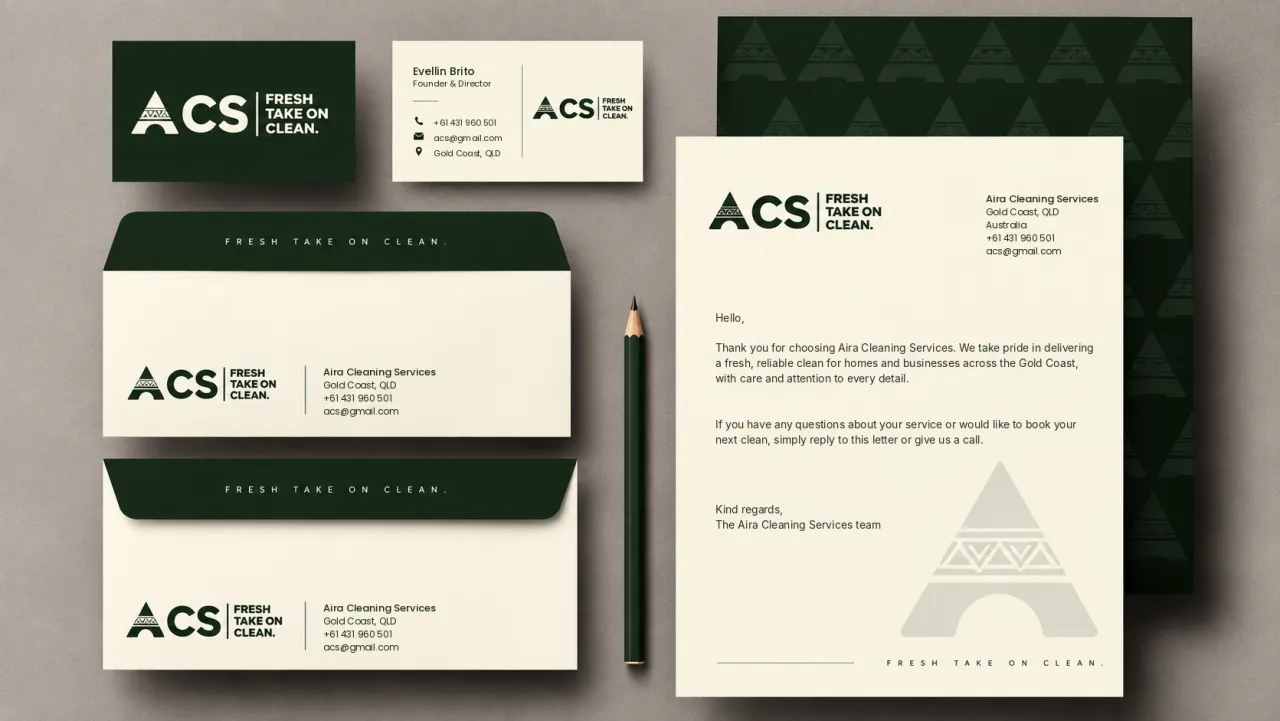 ACS
FRESH
TAKE ON
CLEAN.
Evellin Brito
Founder & Director
+61 431 960 501
acs@gmail.com
Gold Coast, QLD
ACS
FRESH
TAKE ON
CLEAN.
FRESH TAKE ON CLEAN.
ACS
FRESH
TAKE ON
CLEAN.
Aira Cleaning Services
Gold Coast, QLD
+61 431 960 501
acs@gmail.com
FRESH TAKE ON CLEAN.
ACS
FRESH
TAKE ON
CLEAN.
Aira Cleaning Services
Gold Coast, QLD
+61 431 960 501
acs@gmail.com
ACS
FRESH
TAKE ON
CLEAN.
Aira Cleaning Services
Gold Coast, QLD
Australia
+61 431 960 501
acs@gmail.com
Hello,
Thank you for choosing Aira Cleaning Services. We take pride in delivering
a fresh, reliable clean for homes and businesses across the Gold Coast,
with care and attention to every detail.
If you have any questions about your service or would like to book your
next clean, simply reply to this letter or give us a call.
Kind regards,
The Aira Cleaning Services team
FRESH TAKE ON CLEAN.